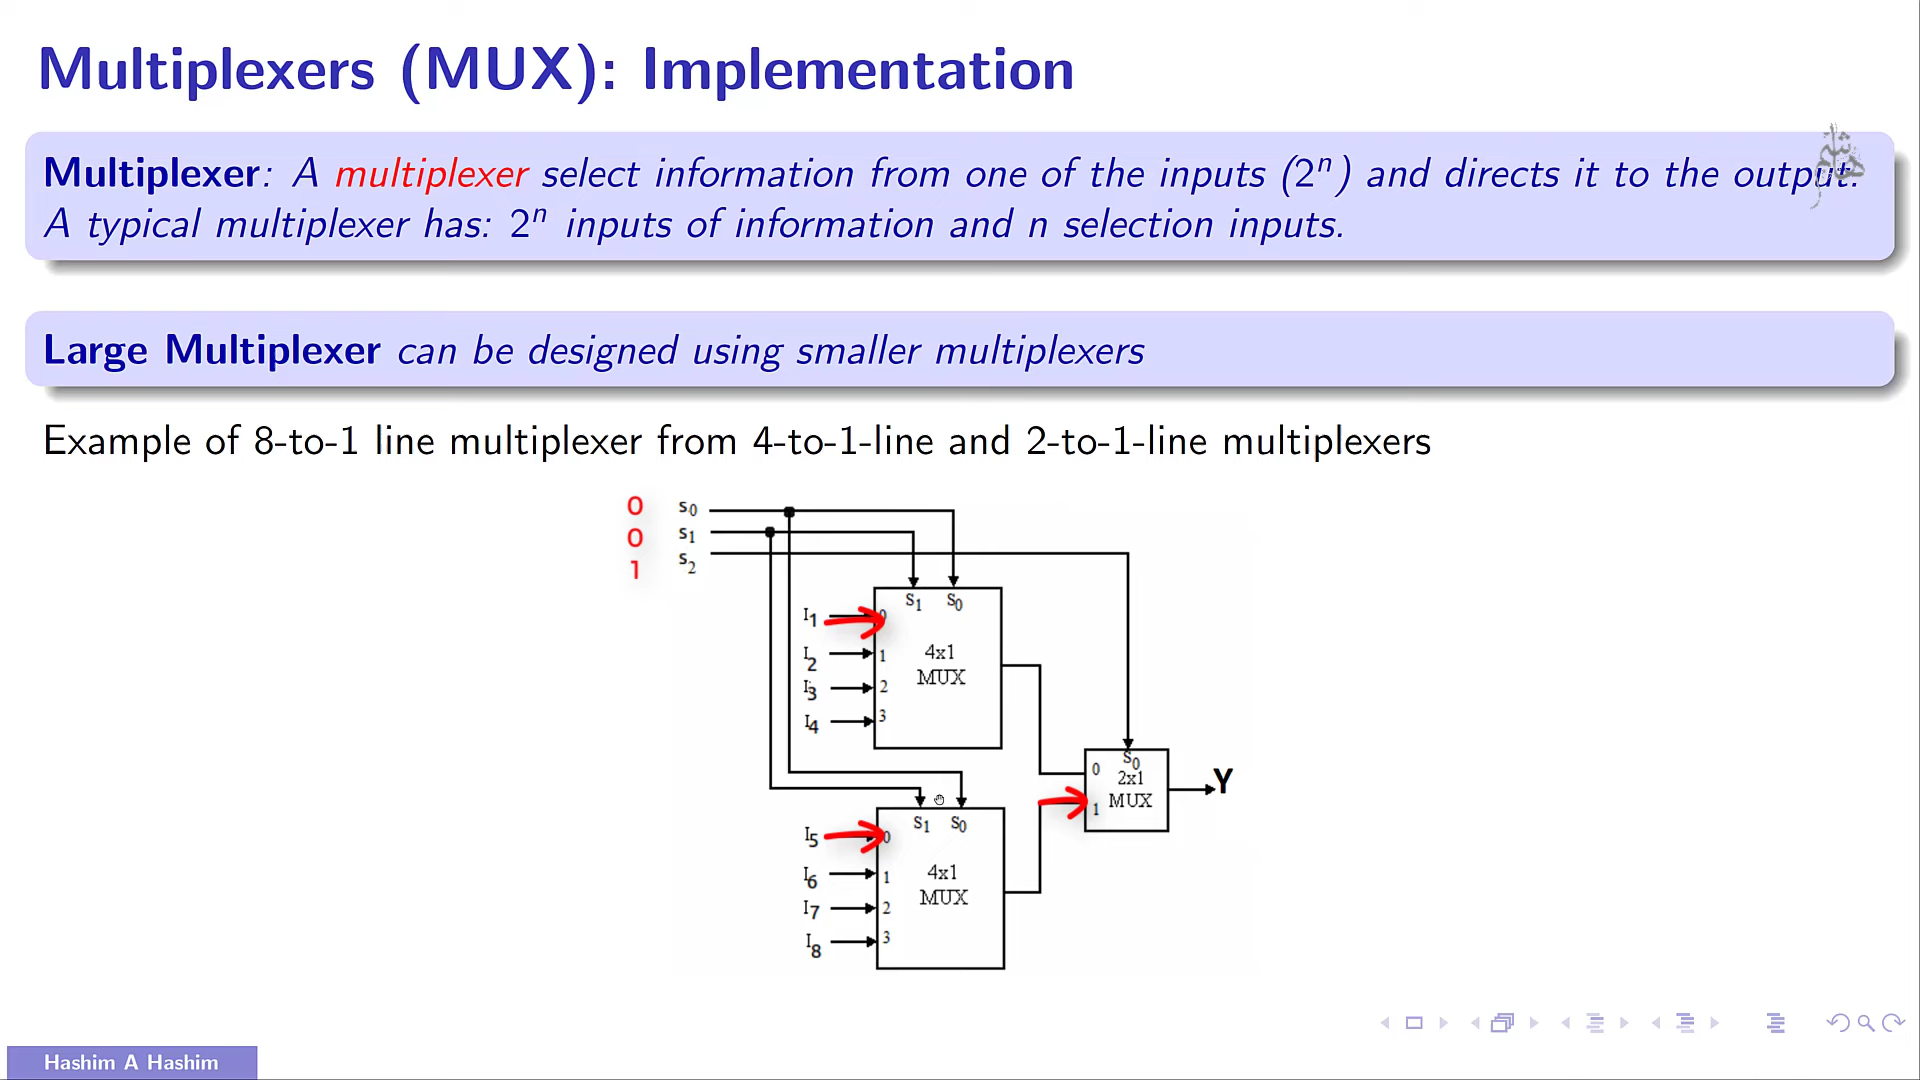 Multiplexers (MUX): Implementation
Multiplexer: A multiplexer select information from one of the inputs (2ⁿ) and directs it to the output.
A typical multiplexer has: 2ⁿ inputs of information and n selection inputs.
Large Multiplexer can be designed using smaller multiplexers
Example of 8-to-1 line multiplexer from 4-to-1-line and 2-to-1-line multiplexers
0 s₀
0 s₁
1 s₂
S₁ S₀
I₁ 0
I₂ 1
4x1
MUX
I₃ 2
I₄ 3
S₀
0 2x1
MUX
1
Y
S₁ S₀
I₅ 0
4x1
MUX
I₆ 1
I₇ 2
I₈ 3
Hashim A Hashim